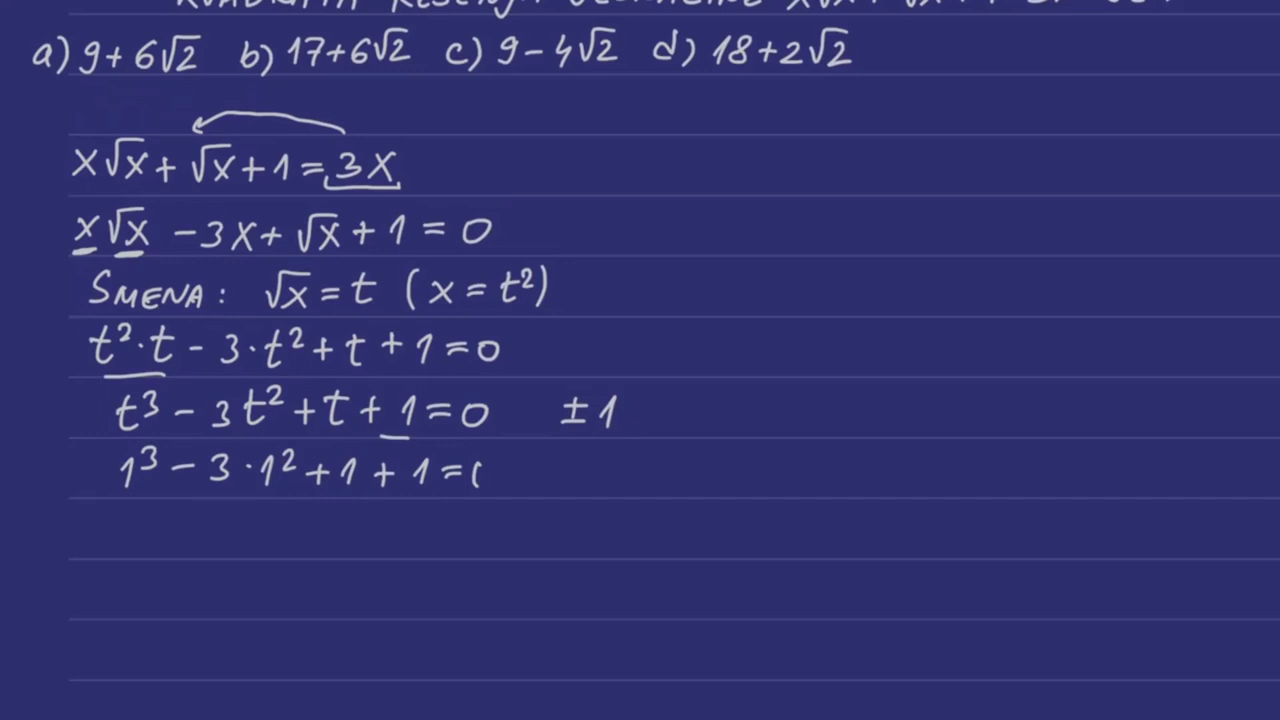 a) 9+6√2 b) 17+6√2 c) 9-4√2 d) 18+2√2
x√x + √x + 1 = 3x
x√x - 3x + √x + 1 = 0
SMENA: √x = t (x = t²)
t²·t - 3·t² + t + 1 = 0
t³ - 3t² + t + 1 = 0 ±1
1³ - 3·1² + 1 + 1 =